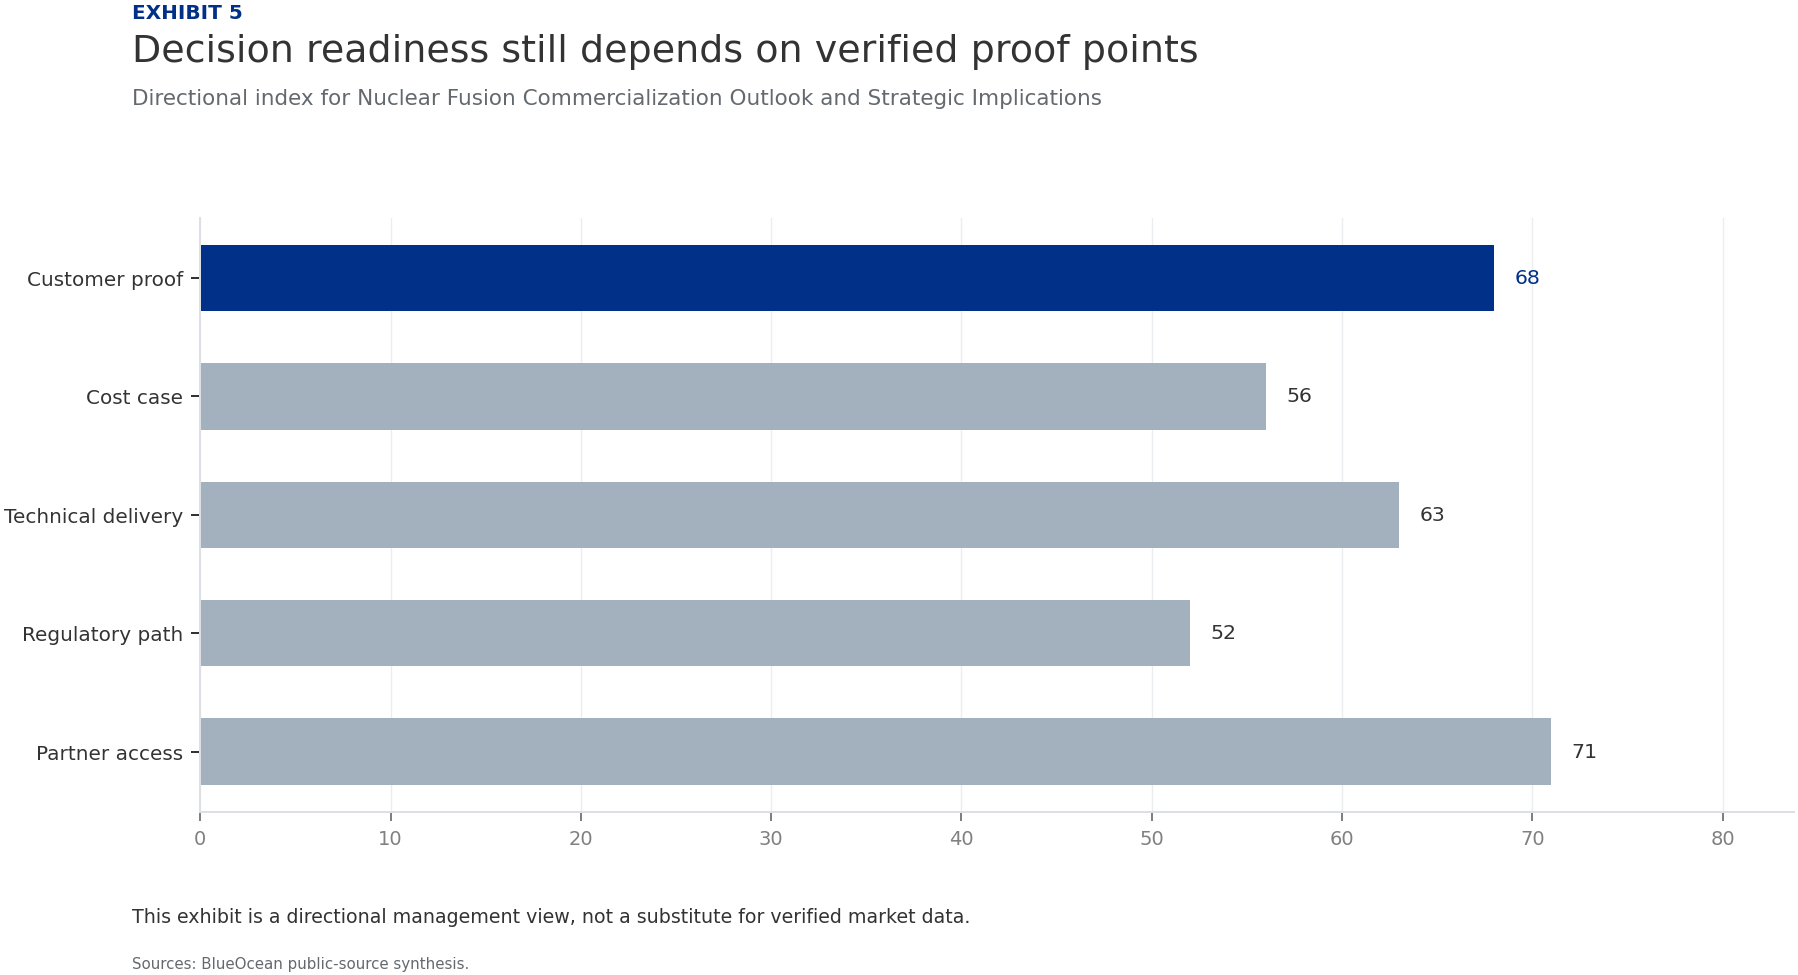 EXHIBIT 5
Decision readiness still depends on verified proof points
Directional index for Nuclear Fusion Commercialization Outlook and Strategic Implications
Customer proof 68
Cost case 56
Technical delivery 63
Regulatory path 52
Partner access 71
0 10 20 30 40 50 60 70 80
This exhibit is a directional management view, not a substitute for verified market data.
Sources: BlueOcean public-source synthesis.